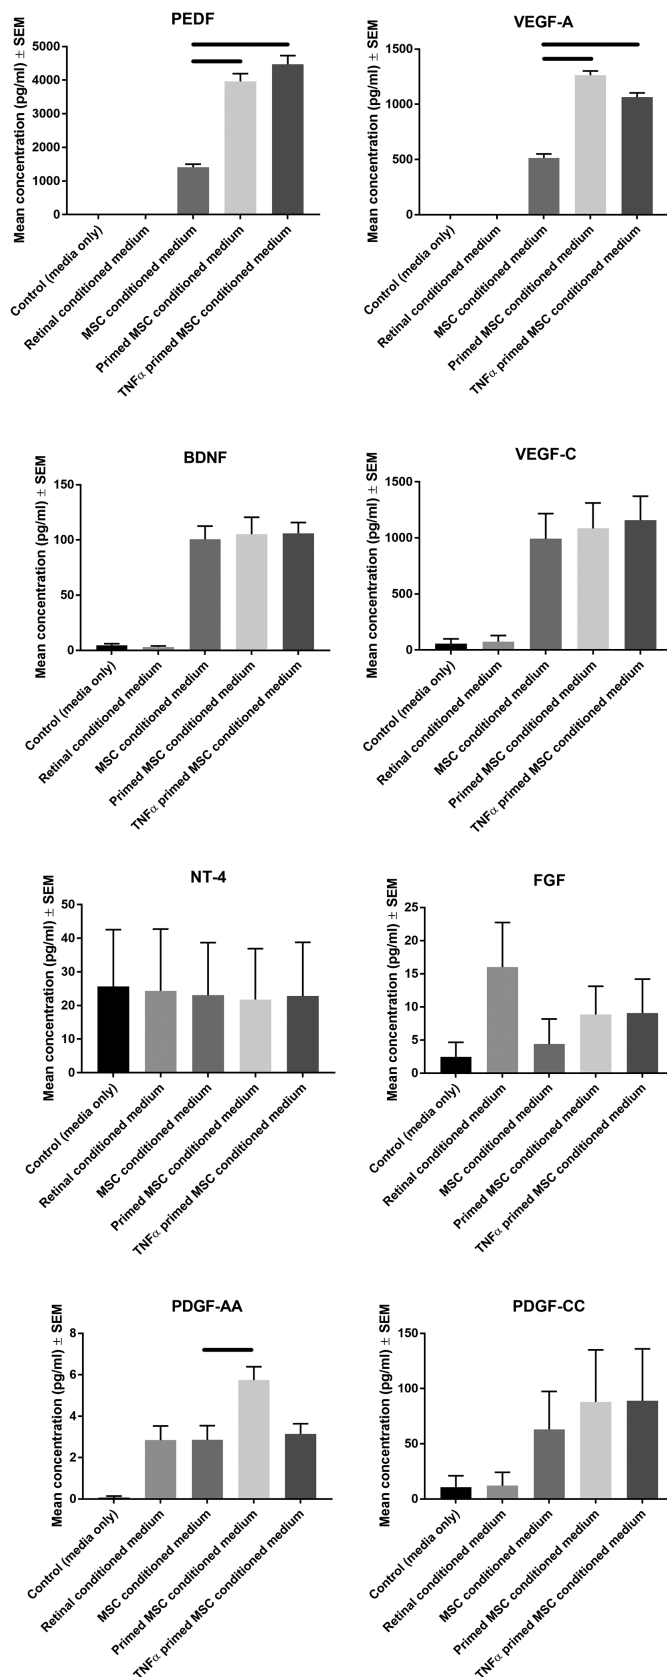 PEDF
Mean concentration (pg/ml) ± SEM
5000
4000
3000
2000
1000
0
Control (media only)
Retinal conditioned medium
MSC conditioned medium
Primed MSC conditioned medium
TNFα primed MSC conditioned medium
VEGF-A
Mean concentration (pg/ml) ± SEM
1500
1000
500
0
Control (media only)
Retinal conditioned medium
MSC conditioned medium
Primed MSC conditioned medium
TNFα primed MSC conditioned medium
BDNF
Mean concentration (pg/ml) ± SEM
150
100
50
0
Control (media only)
Retinal conditioned medium
MSC conditioned medium
Primed MSC conditioned medium
TNFα primed MSC conditioned medium
VEGF-C
Mean concentration (pg/ml) ± SEM
1500
1000
500
0
Control (media only)
Retinal conditioned medium
MSC conditioned medium
Primed MSC conditioned medium
TNFα primed MSC conditioned medium
NT-4
Mean concentration (pg/ml) ± SEM
50
40
30
20
10
0
Control (media only)
Retinal conditioned medium
MSC conditioned medium
Primed MSC conditioned medium
TNFα primed MSC conditioned medium
FGF
Mean concentration (pg/ml) ± SEM
25
20
15
10
5
0
Control (media only)
Retinal conditioned medium
MSC conditioned medium
Primed MSC conditioned medium
TNFα primed MSC conditioned medium
PDGF-AA
Mean concentration (pg/ml) ± SEM
8
6
4
2
0
Control (media only)
Retinal conditioned medium
MSC conditioned medium
Primed MSC conditioned medium
TNFα primed MSC conditioned medium
PDGF-CC
Mean concentration (pg/ml) ± SEM
150
100
50
0
Control (media only)
Retinal conditioned medium
MSC conditioned medium
Primed MSC conditioned medium
TNFα primed MSC conditioned medium